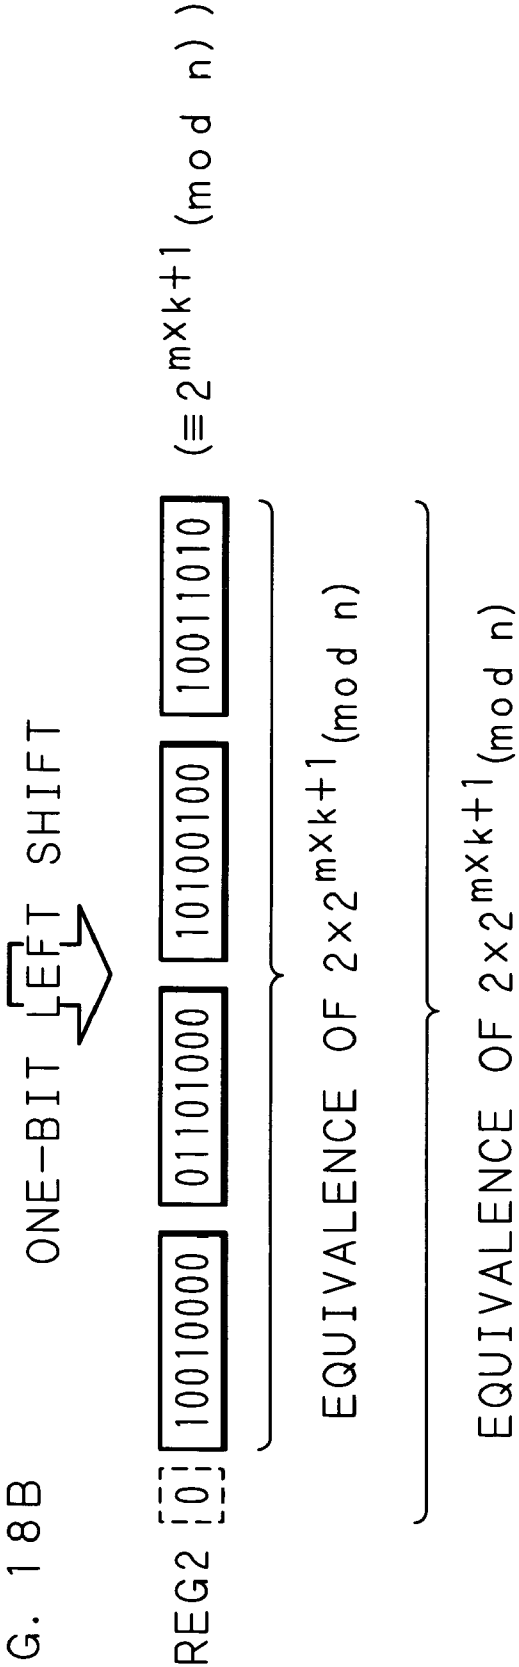 G. 18B
ONE-BIT LEFT SHIFT
REG2 0 10010000 01101000 10100100 10011010 (≡2^{m×k+1}(mod n))
EQUIVALENCE OF 2×2^{m×k+1}(mod n)
EQUIVALENCE OF 2×2^{m×k+1}(mod n)